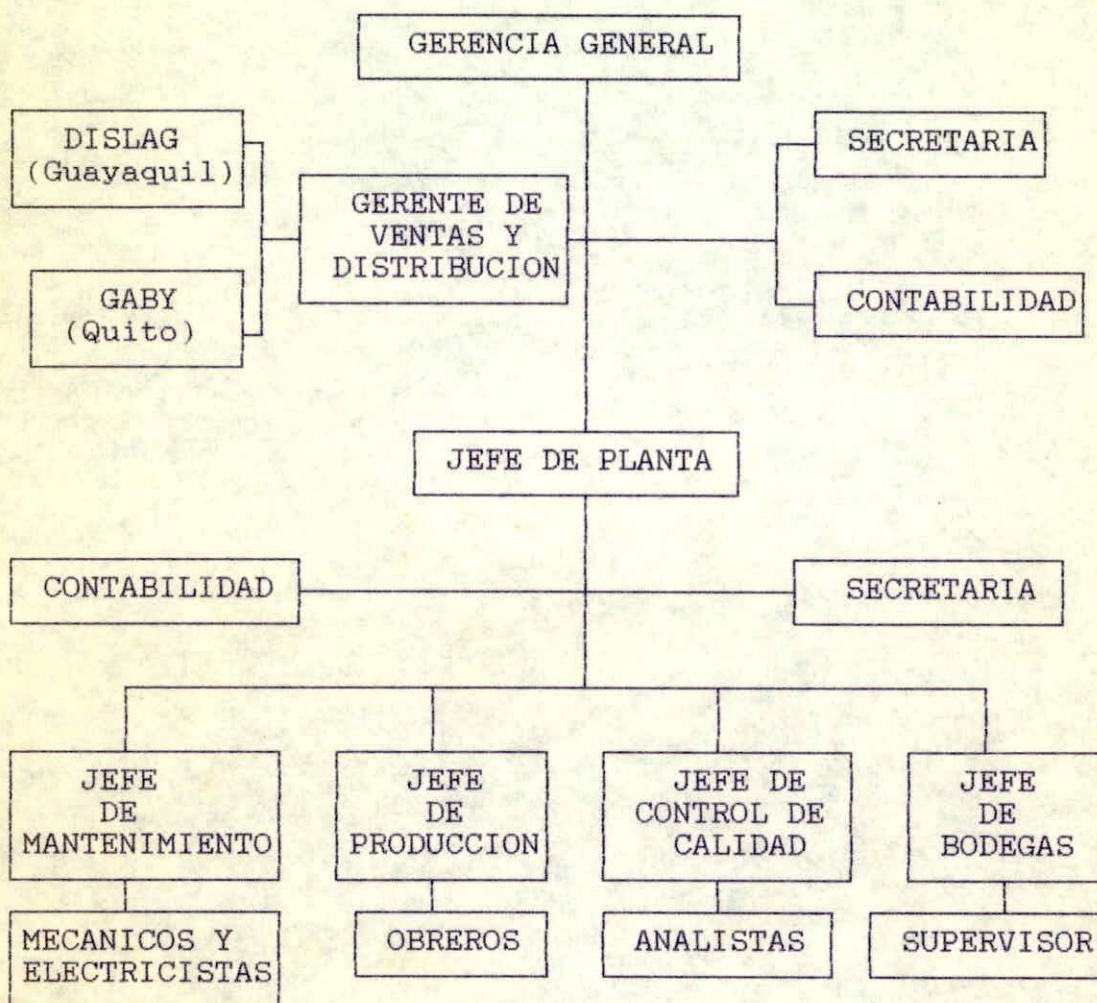 GERENCIA GENERAL
DISLAG
(Guayaquil)
GERENTE DE
VENTAS Y
DISTRIBUCION
SECRETARIA
GABY
(Quito)
CONTABILIDAD
JEFE DE PLANTA
CONTABILIDAD
SECRETARIA
JEFE
DE
MANTENIMIENTO
JEFE
DE
PRODUCCION
JEFE DE
CONTROL DE
CALIDAD
JEFE
DE
BODEGAS
MECANICOS Y
ELECTRICISTAS
OBREROS
ANALISTAS
SUPERVISOR